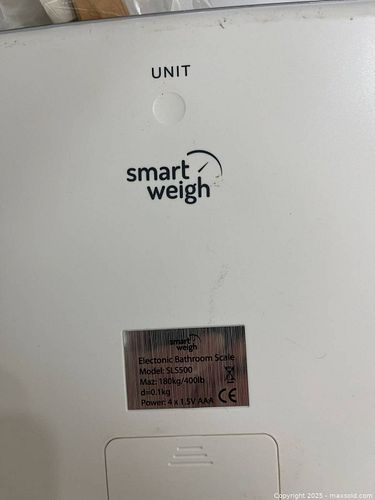 UNIT
smart
weigh
smart
weigh
Electonic Bathroom Scale
Model: SLS500
Maz: 180kg/400lb
d=0.1kg
Power: 4 x 1.5V AAA
CE
Copyright 2025 - maxsold.com